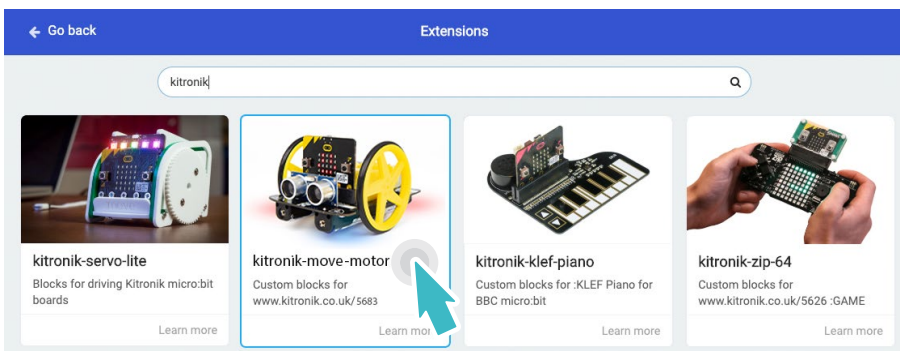 Go back
Extensions
kitronik
kitronik-servo-lite
Blocks for driving Kitronik micro:bit
boards
Learn more
kitronik-move-motor
Custom blocks for
www.kitronik.co.uk/5683
Learn mor
kitronik-klef-piano
Custom blocks for :KLEF Piano for
BBC micro:bit
Learn more
kitronik-zip-64
Custom blocks for
www.kitronik.co.uk/5626 :GAME
Learn more